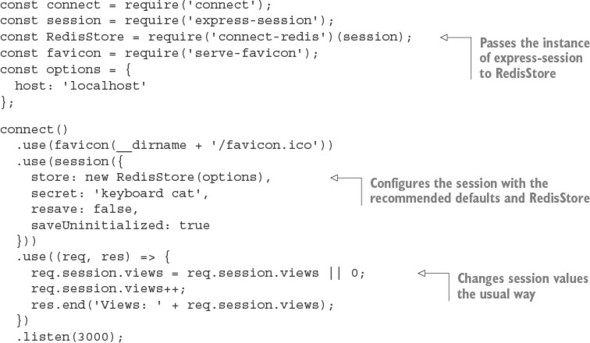 const connect = require('connect');
const session = require('express-session');
const RedisStore = require('connect-redis')(session);
const favicon = require('serve-favicon');
const options = {
  host: 'localhost'
};
Passes the instance
of express-session
to RedisStore
connect()
  .use(favicon(__dirname + '/favicon.ico'))
  .use(session({
    store: new RedisStore(options),
    secret: 'keyboard cat',
    resave: false,
    saveUninitialized: true
  }))
Configures the session with the
recommended defaults and RedisStore
  .use((req, res) => {
    req.session.views = req.session.views || 0;
    req.session.views++;
    res.end('Views: ' + req.session.views);
  })
  .listen(3000);
Changes session values
the usual way